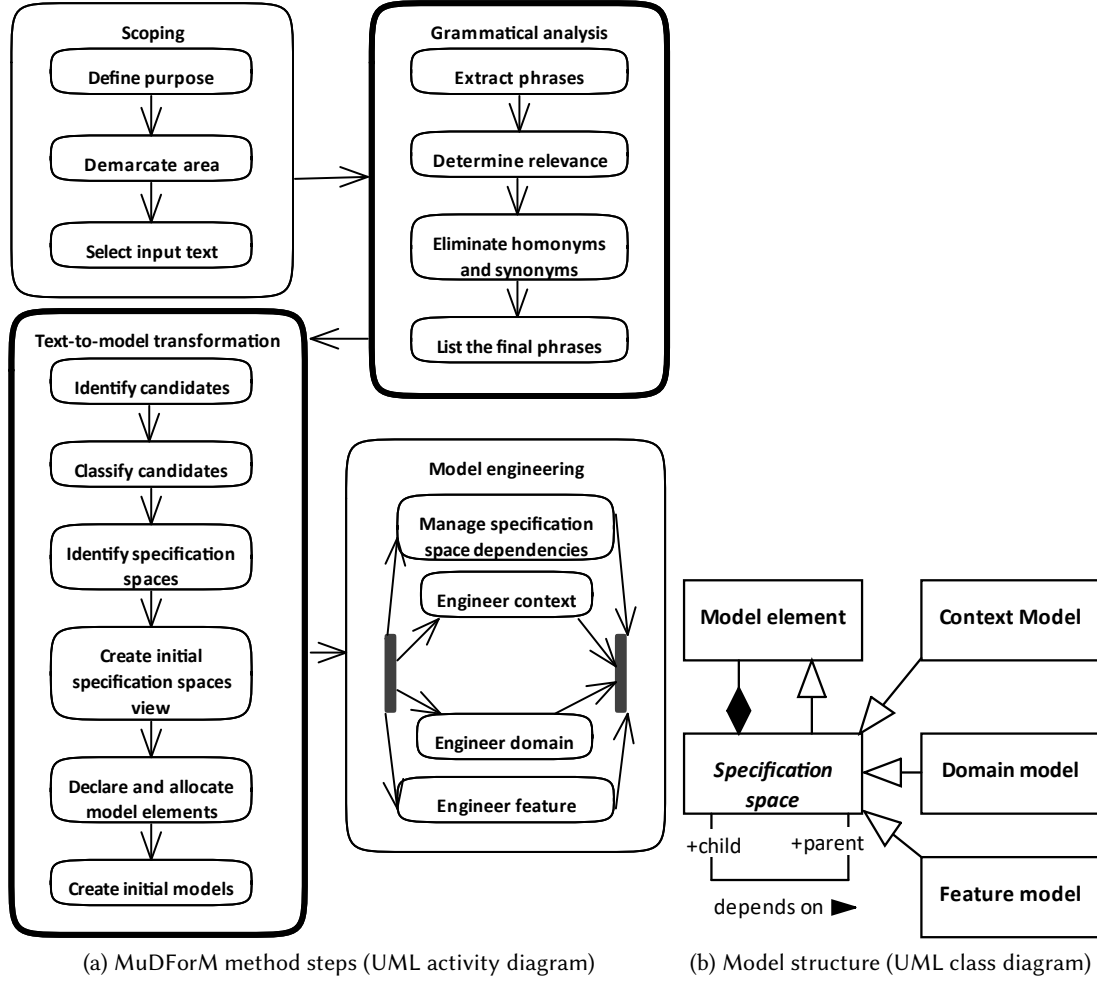 Scoping
Define purpose
Demarcate area
Select input text
Grammatical analysis
Extract phrases
Determine relevance
Eliminate homonyms
and synonyms
List the final phrases
Text-to-model transformation
Identify candidates
Classify candidates
Identify specification
spaces
Create initial
specification spaces
view
Declare and allocate
model elements
Create initial models
Model engineering
Manage specification
space dependencies
Engineer context
Engineer domain
Engineer feature
(a) MuDForM method steps (UML activity diagram)
Model element
Context Model
Specification
space
Domain model
+child
+parent
Feature model
depends on
(b) Model structure (UML class diagram)